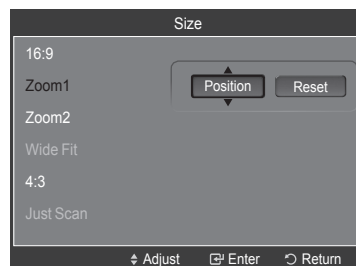 Size
16:9
Zoom1
Position Reset
Zoom2
Wide Fit
4:3
Just Scan
Adjust Enter Return